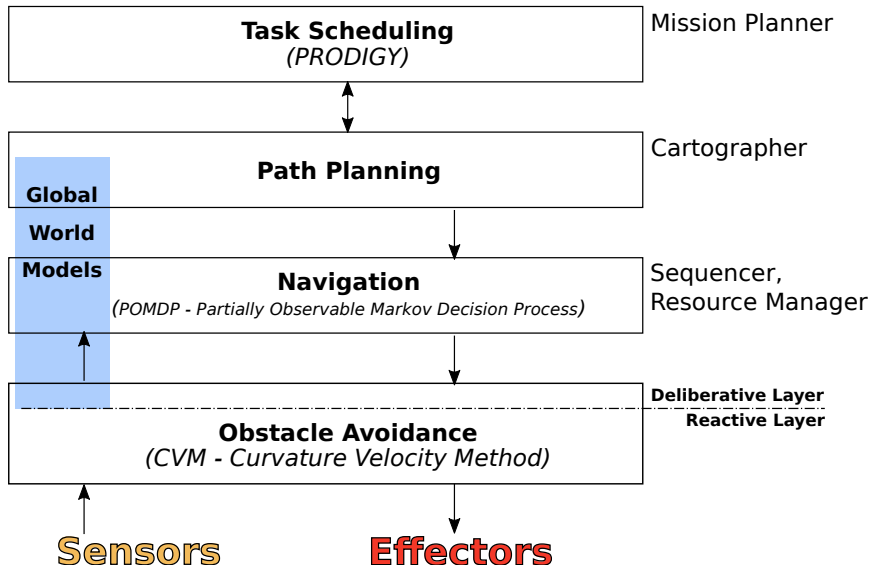 Task Scheduling
(PRODIGY)
Mission Planner
Path Planning
Cartographer
Global
World
Models
Navigation
(POMDP - Partially Observable Markov Decision Process)
Sequencer,
Resource Manager
Deliberative Layer
Reactive Layer
Obstacle Avoidance
(CVM - Curvature Velocity Method)
Sensors
Effectors